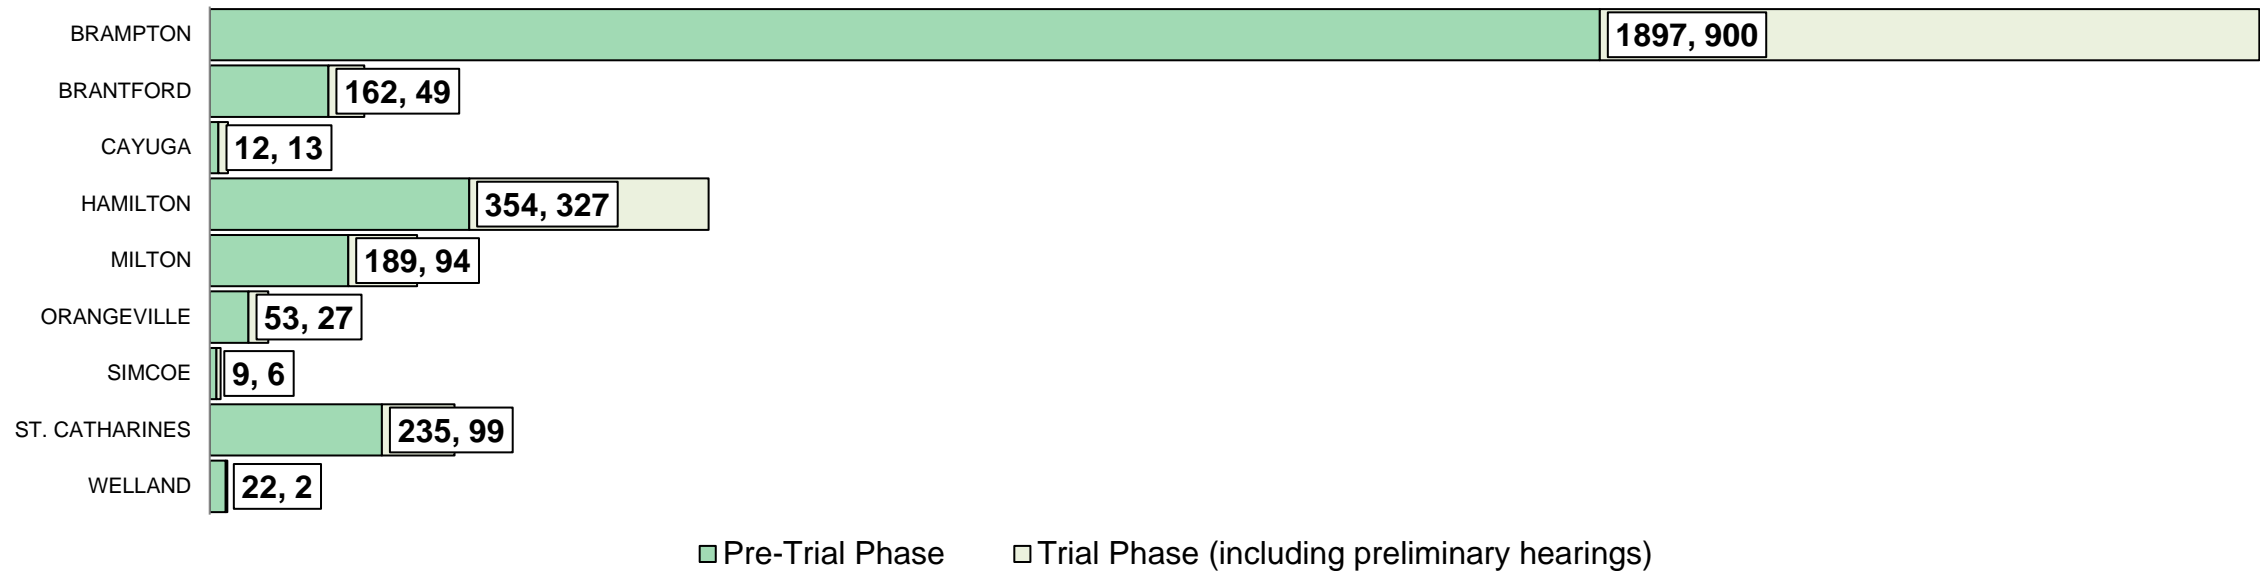 BRAMPTON 1897, 900
BRANTFORD 162, 49
CAYUGA 12, 13
HAMILTON 354, 327
MILTON 189, 94
ORANGEVILLE 53, 27
SIMCOE 9, 6
ST. CATHARINES 235, 99
WELLAND 22, 2
Pre-Trial Phase Trial Phase (including preliminary hearings)